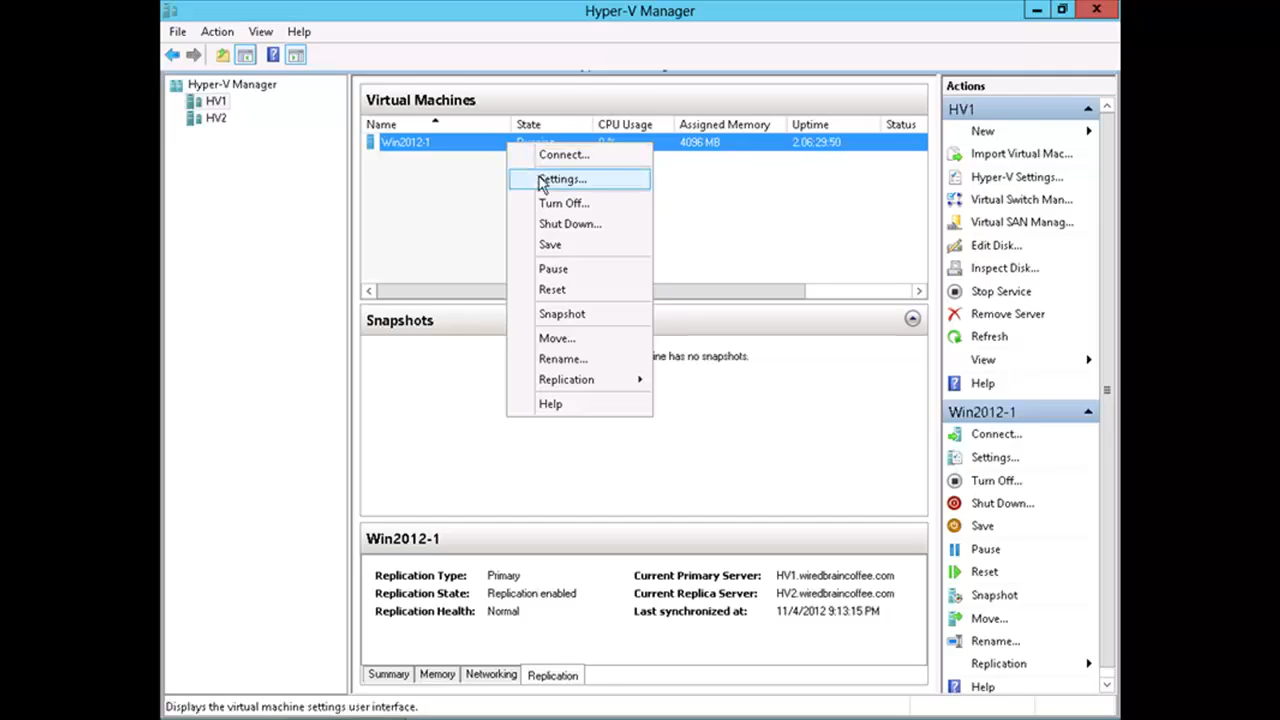 Hyper-V Manager
File Action View Help
Hyper-V Manager
HV1
HV2
Virtual Machines
Name State CPU Usage Assigned Memory Uptime Status
Win2012-1 4096 MB 2.06:29:50
Connect...
Settings...
Turn Off...
Shut Down...
Save
Pause
Reset
Snapshot
Move...
Rename...
Replication
Help
Snapshots
ine has no snapshots.
Win2012-1
Replication Type: Primary
Replication State: Replication enabled
Replication Health: Normal
Current Primary Server: HV1.wiredbraincoffee.com
Current Replica Server: HV2.wiredbraincoffee.com
Last synchronized at: 11/4/2012 9:13:15 PM
Summary Memory Networking Replication
Actions
HV1
New
Import Virtual Mac...
Hyper-V Settings...
Virtual Switch Man...
Virtual SAN Manag...
Edit Disk...
Inspect Disk...
Stop Service
Remove Server
Refresh
View
Help
Win2012-1
Connect...
Settings...
Turn Off...
Shut Down...
Save
Pause
Reset
Snapshot
Move...
Rename...
Replication
Help
Displays the virtual machine settings user interface.